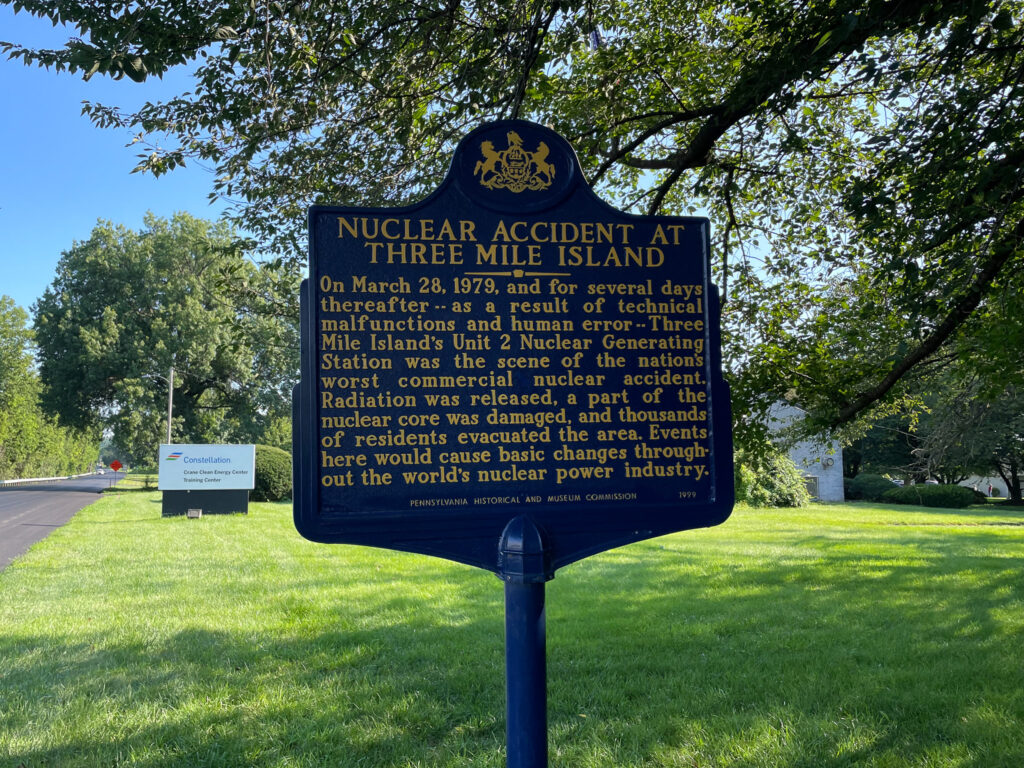 NUCLEAR ACCIDENT AT
THREE MILE ISLAND
On March 28, 1979, and for several days
thereafter -- as a result of technical
malfunctions and human error -- Three
Mile Island's Unit 2 Nuclear Generating
Station was the scene of the nation's
worst commercial nuclear accident.
Radiation was released, a part of the
nuclear core was damaged, and thousands
of residents evacuated the area. Events
here would cause basic changes through-
out the world's nuclear power industry.
PENNSYLVANIA HISTORICAL AND MUSEUM COMMISSION 1999
Constellation
Crane Clean Energy Center
Training Center